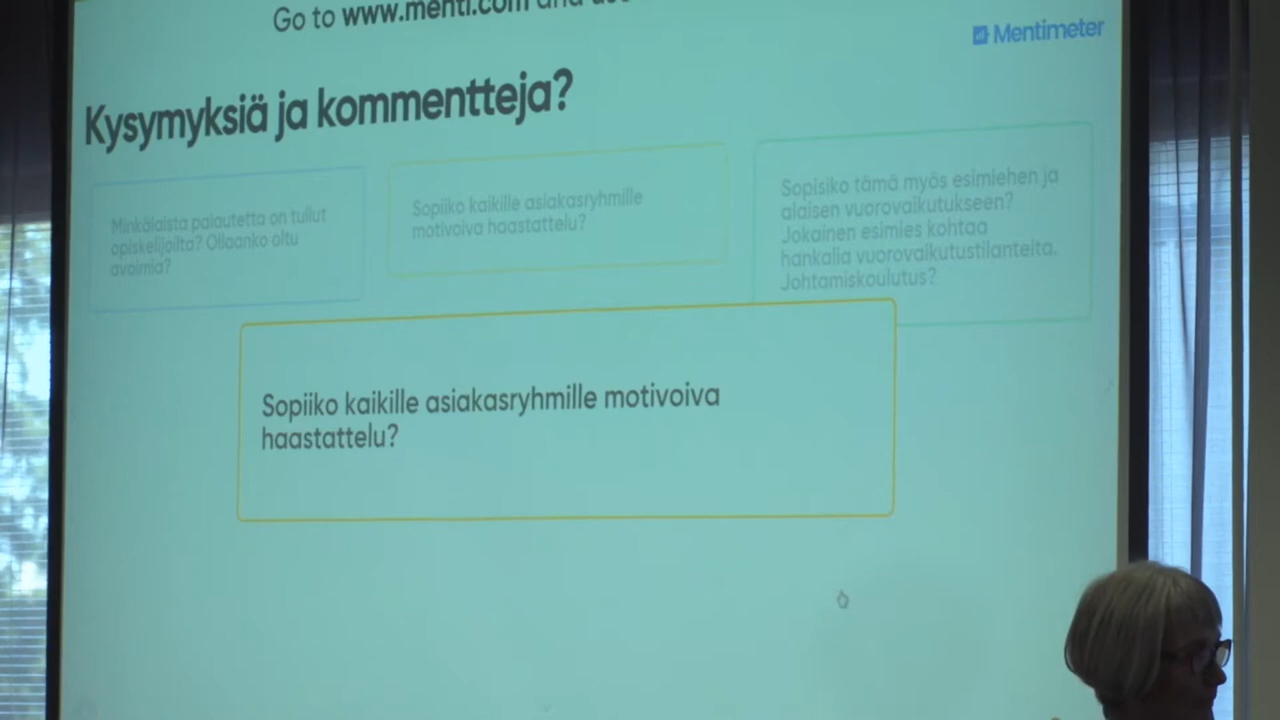 Go to www.menti.com and
Mentimeter
Kysymyksiä ja kommentteja?
Minkälaista palautetta on tullut
opiskelijoilta? Ollaanko oltu
avoimia?
Sopiiko kaikille asiakasryhmille
motivoiva haastattelu?
Sopisiko tämä myös esimiehen ja
alaisen vuorovaikutukseen?
Jokainen esimies kohtaa
hankalia vuorovaikutustilanteita.
Johtamiskoulutus?
Sopiiko kaikille asiakasryhmille motivoiva
haastattelu?